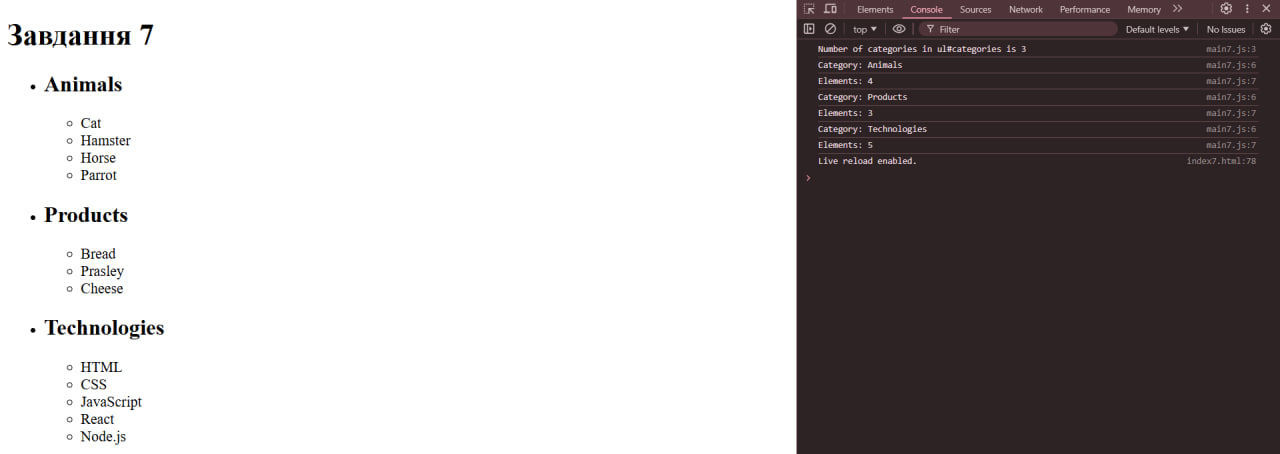 Завдання 7
Animals
Cat
Hamster
Horse
Parrot
Products
Bread
Prasley
Cheese
Technologies
HTML
CSS
JavaScript
React
Node.js
Elements Console Sources Network Performance Memory
top Filter Default levels No Issues
Number of categories in ul#categories is 3 main7.js:3
Category: Animals main7.js:6
Elements: 4 main7.js:7
Category: Products main7.js:6
Elements: 3 main7.js:7
Category: Technologies main7.js:6
Elements: 5 main7.js:7
Live reload enabled. index7.html:78